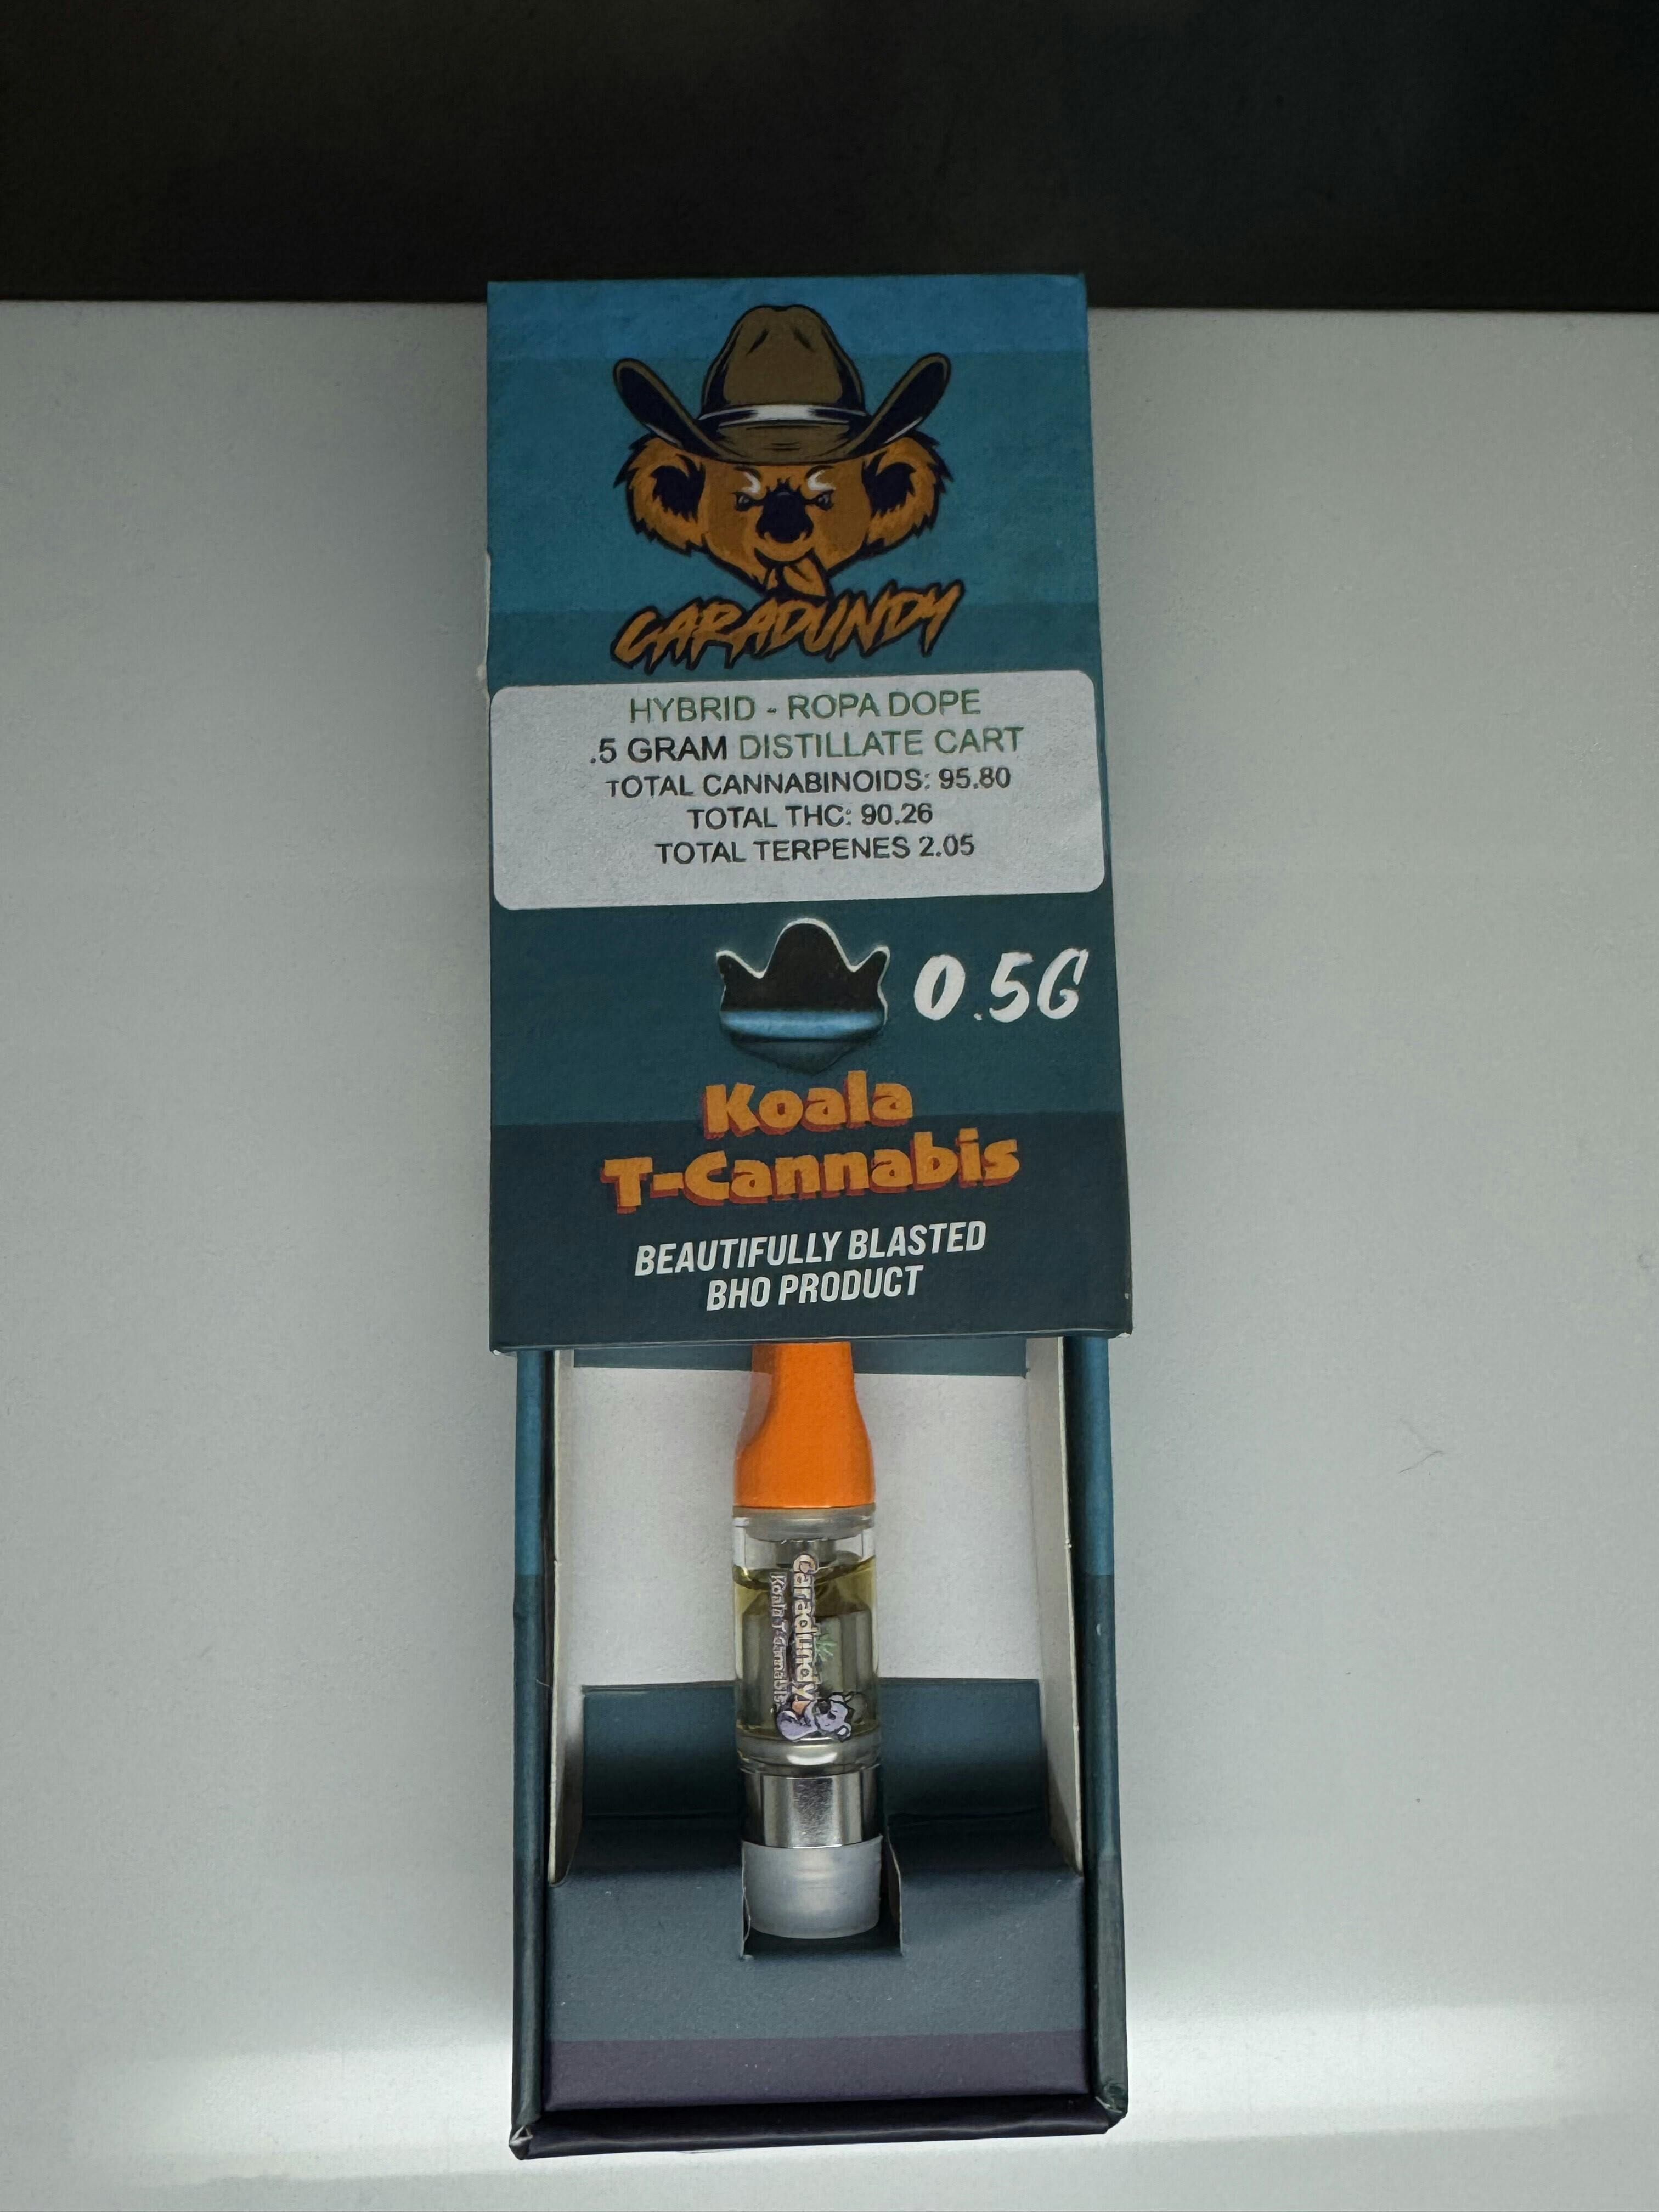 CARADUNDY
HYBRID - ROPA DOPE
.5 GRAM DISTILLATE CART
TOTAL CANNABINOIDS: 95.80
TOTAL THC: 90.26
TOTAL TERPENES 2.05
0.5G
Koala
T-Cannabis
BEAUTIFULLY BLASTED
BHO PRODUCT
Caradundy
Koala T-Cannabis